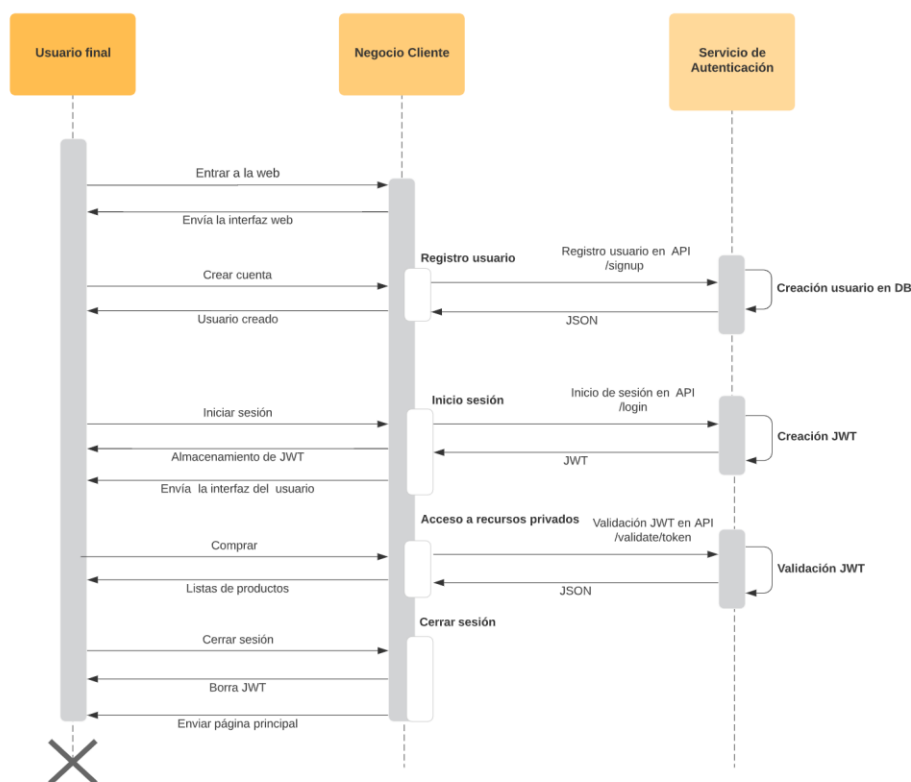 Usuario final
Negocio Cliente
Servicio de
Autenticación
Entrar a la web
Envía la interfaz web
Registro usuario
Registro usuario en API
/signup
Crear cuenta
Creación usuario en DB
Usuario creado
JSON
Inicio sesión
Inicio de sesión en API
/login
Iniciar sesión
Creación JWT
Almacenamiento de JWT
JWT
Envía la interfaz del usuario
Acceso a recursos privados
Validación JWT en API
/validate/token
Comprar
Validación JWT
Listas de productos
JSON
Cerrar sesión
Cerrar sesión
Borra JWT
Enviar página principal